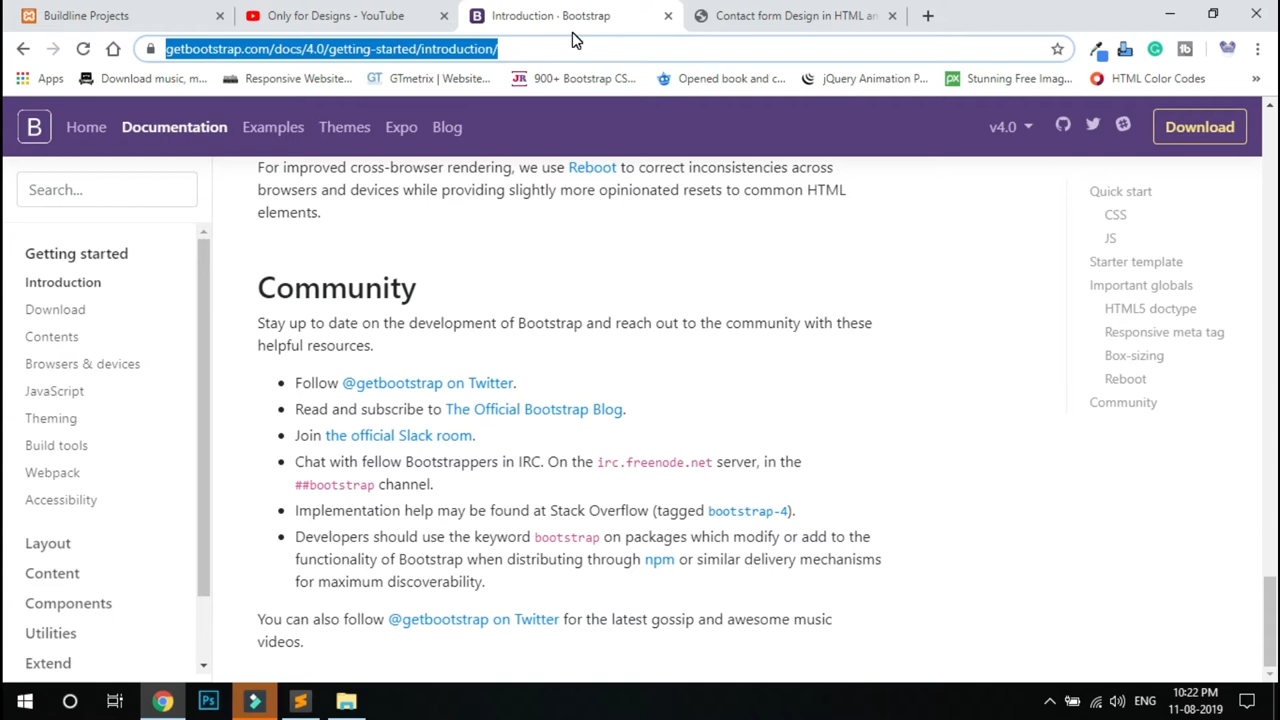 Buildline Projects
Only for Designs - YouTube
Introduction · Bootstrap
Contact form Design in HTML an
getbootstrap.com/docs/4.0/getting-started/introduction/
Apps
Download music, m...
Responsive Website...
GTmetrix | Website...
900+ Bootstrap CS...
Opened book and c...
jQuery Animation P...
Stunning Free Imag...
HTML Color Codes
B
Home
Documentation
Examples
Themes
Expo
Blog
v4.0
Download
Search...
Getting started
Introduction
Download
Contents
Browsers & devices
JavaScript
Theming
Build tools
Webpack
Accessibility
Layout
Content
Components
Utilities
Extend
For improved cross-browser rendering, we use Reboot to correct inconsistencies across
browsers and devices while providing slightly more opinionated resets to common HTML
elements.
Community
Stay up to date on the development of Bootstrap and reach out to the community with these
helpful resources.
Follow @getbootstrap on Twitter.
Read and subscribe to The Official Bootstrap Blog.
Join the official Slack room.
Chat with fellow Bootstrappers in IRC. On the irc.freenode.net server, in the
##bootstrap channel.
Implementation help may be found at Stack Overflow (tagged bootstrap-4).
Developers should use the keyword bootstrap on packages which modify or add to the
functionality of Bootstrap when distributing through npm or similar delivery mechanisms
for maximum discoverability.
You can also follow @getbootstrap on Twitter for the latest gossip and awesome music
videos.
Quick start
CSS
JS
Starter template
Important globals
HTML5 doctype
Responsive meta tag
Box-sizing
Reboot
Community
Ps
ENG
10:22 PM
11-08-2019